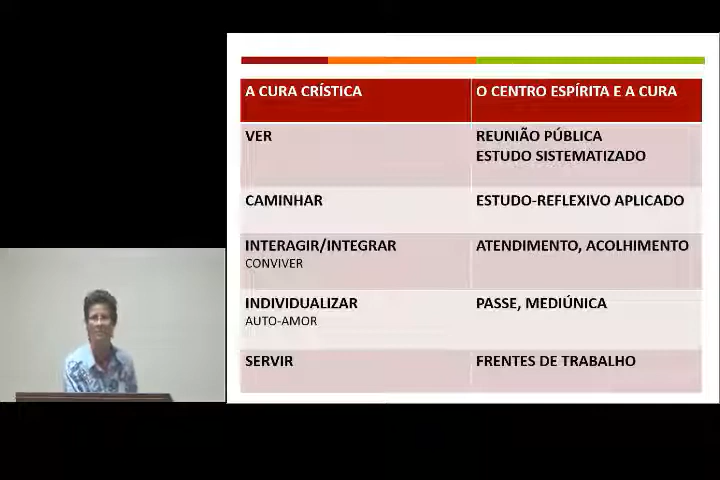 A CURA CRÍSTICA
O CENTRO ESPÍRITA E A CURA
VER
REUNIÃO PÚBLICA
ESTUDO SISTEMATIZADO
CAMINHAR
ESTUDO-REFLEXIVO APLICADO
INTERAGIR/INTEGRAR
CONVIVER
ATENDIMENTO, ACOLHIMENTO
INDIVIDUALIZAR
AUTO-AMOR
PASSE, MEDIÚNICA
SERVIR
FRENTES DE TRABALHO